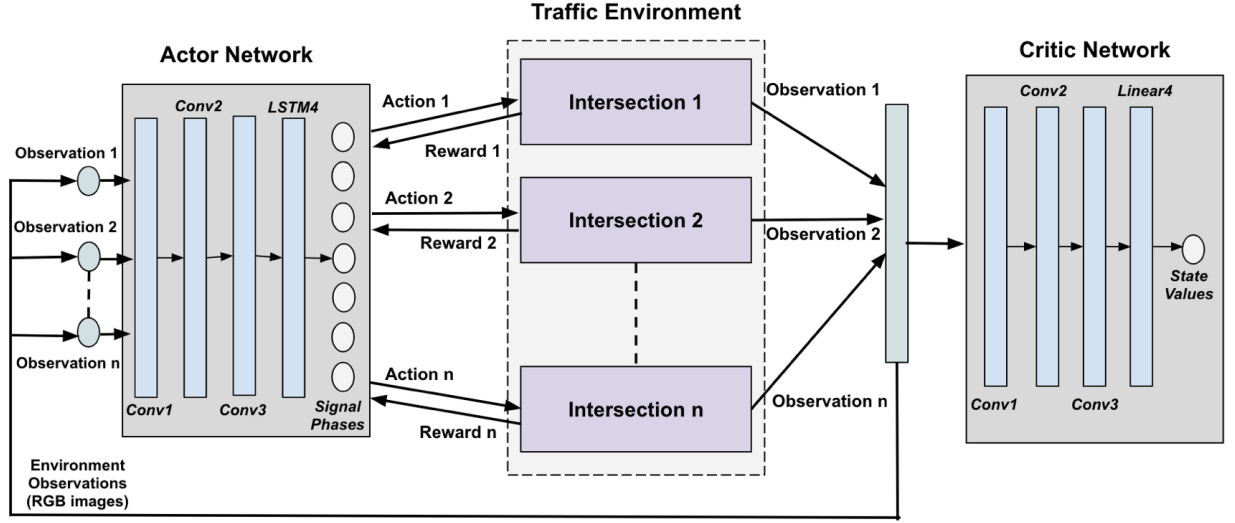 Traffic Environment
Actor Network
Critic Network
Conv2
LSTM4
Action 1
Reward 1
Intersection 1
Observation 1
Conv2
Linear4
Observation 1
Observation 2
Action 2
Reward 2
Intersection 2
Observation 2
State
Values
Observation n
Action n
Reward n
Intersection n
Observation n
Conv1
Conv3
Signal
Phases
Conv1
Conv3
Environment
Observations
(RGB images)